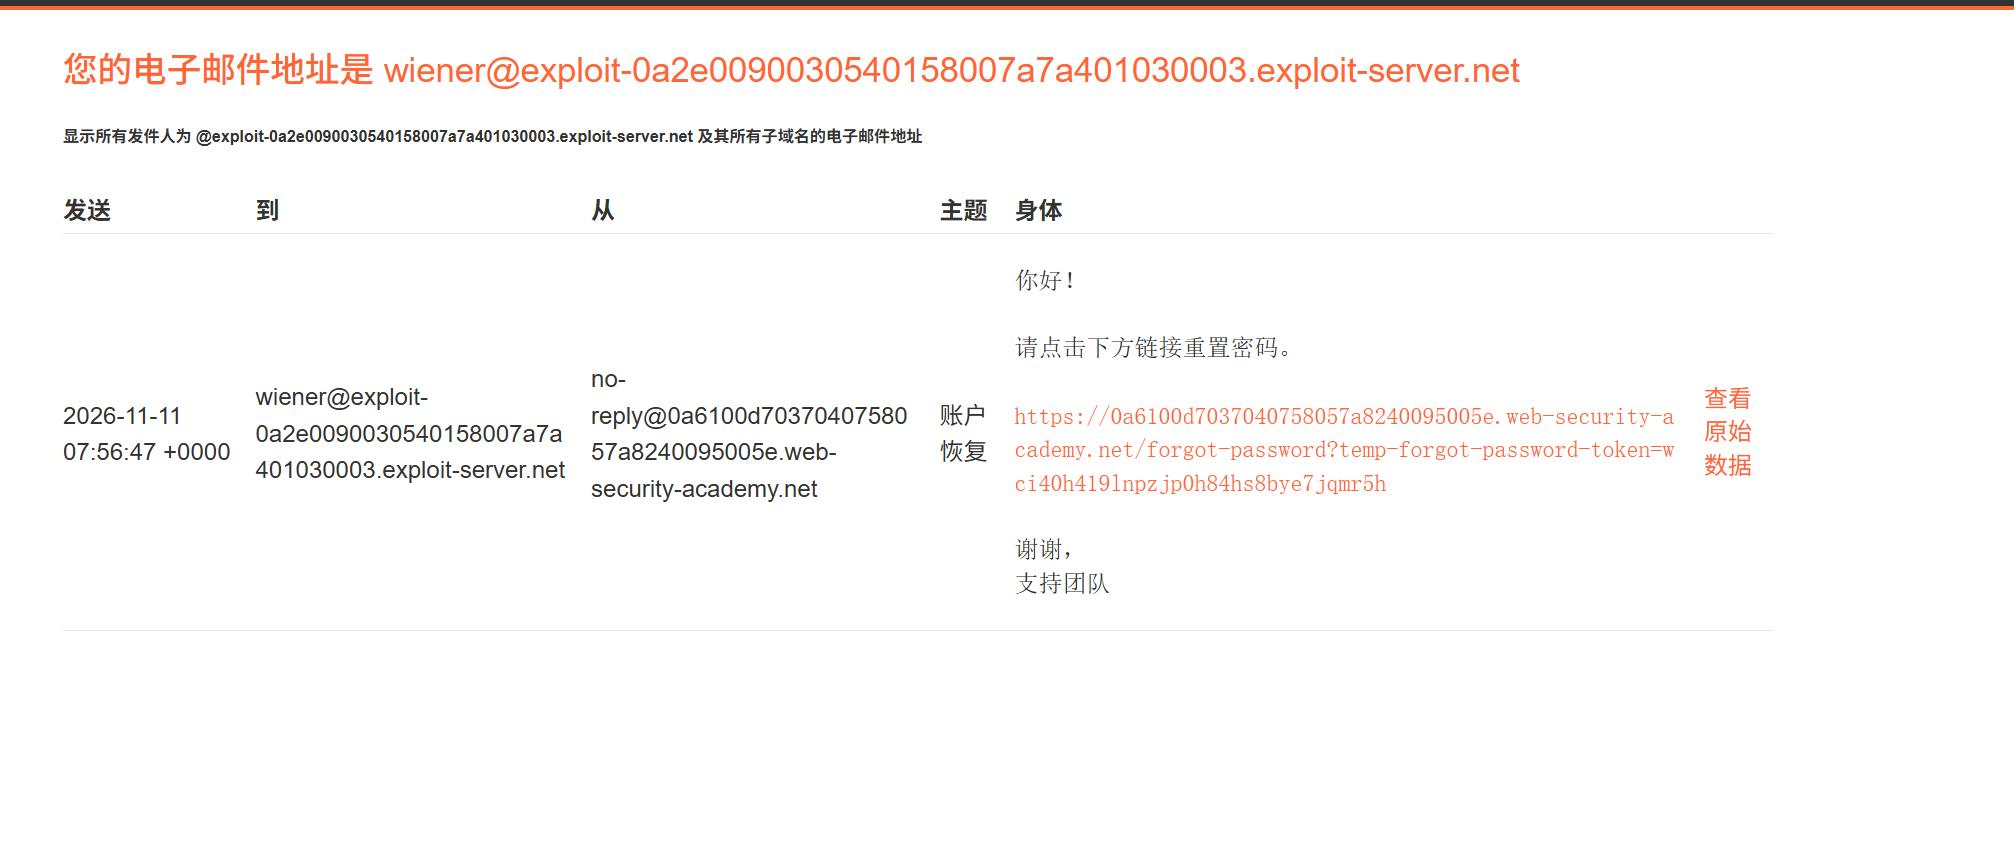 您的电子邮件地址是 wiener@exploit-0a2e0090030540158007a7a401030003.exploit-server.net
显示所有发件人为 @exploit-0a2e0090030540158007a7a401030003.exploit-server.net 及其所有子域名的电子邮件地址
发送 到 从 主题 身体
2026-11-11
07:56:47 +0000
wiener@exploit-
0a2e0090030540158007a7a
401030003.exploit-server.net
no-
reply@0a6100d70370407580
57a8240095005e.web-
security-academy.net
账户
恢复
你好！
请点击下方链接重置密码。
https://0a6100d7037040758057a8240095005e.web-security-a
cademy.net/forgot-password?temp-forgot-password-token=w
ci40h419lnpzjp0h84hs8bye7jqmr5h
谢谢，
支持团队
查看
原始
数据